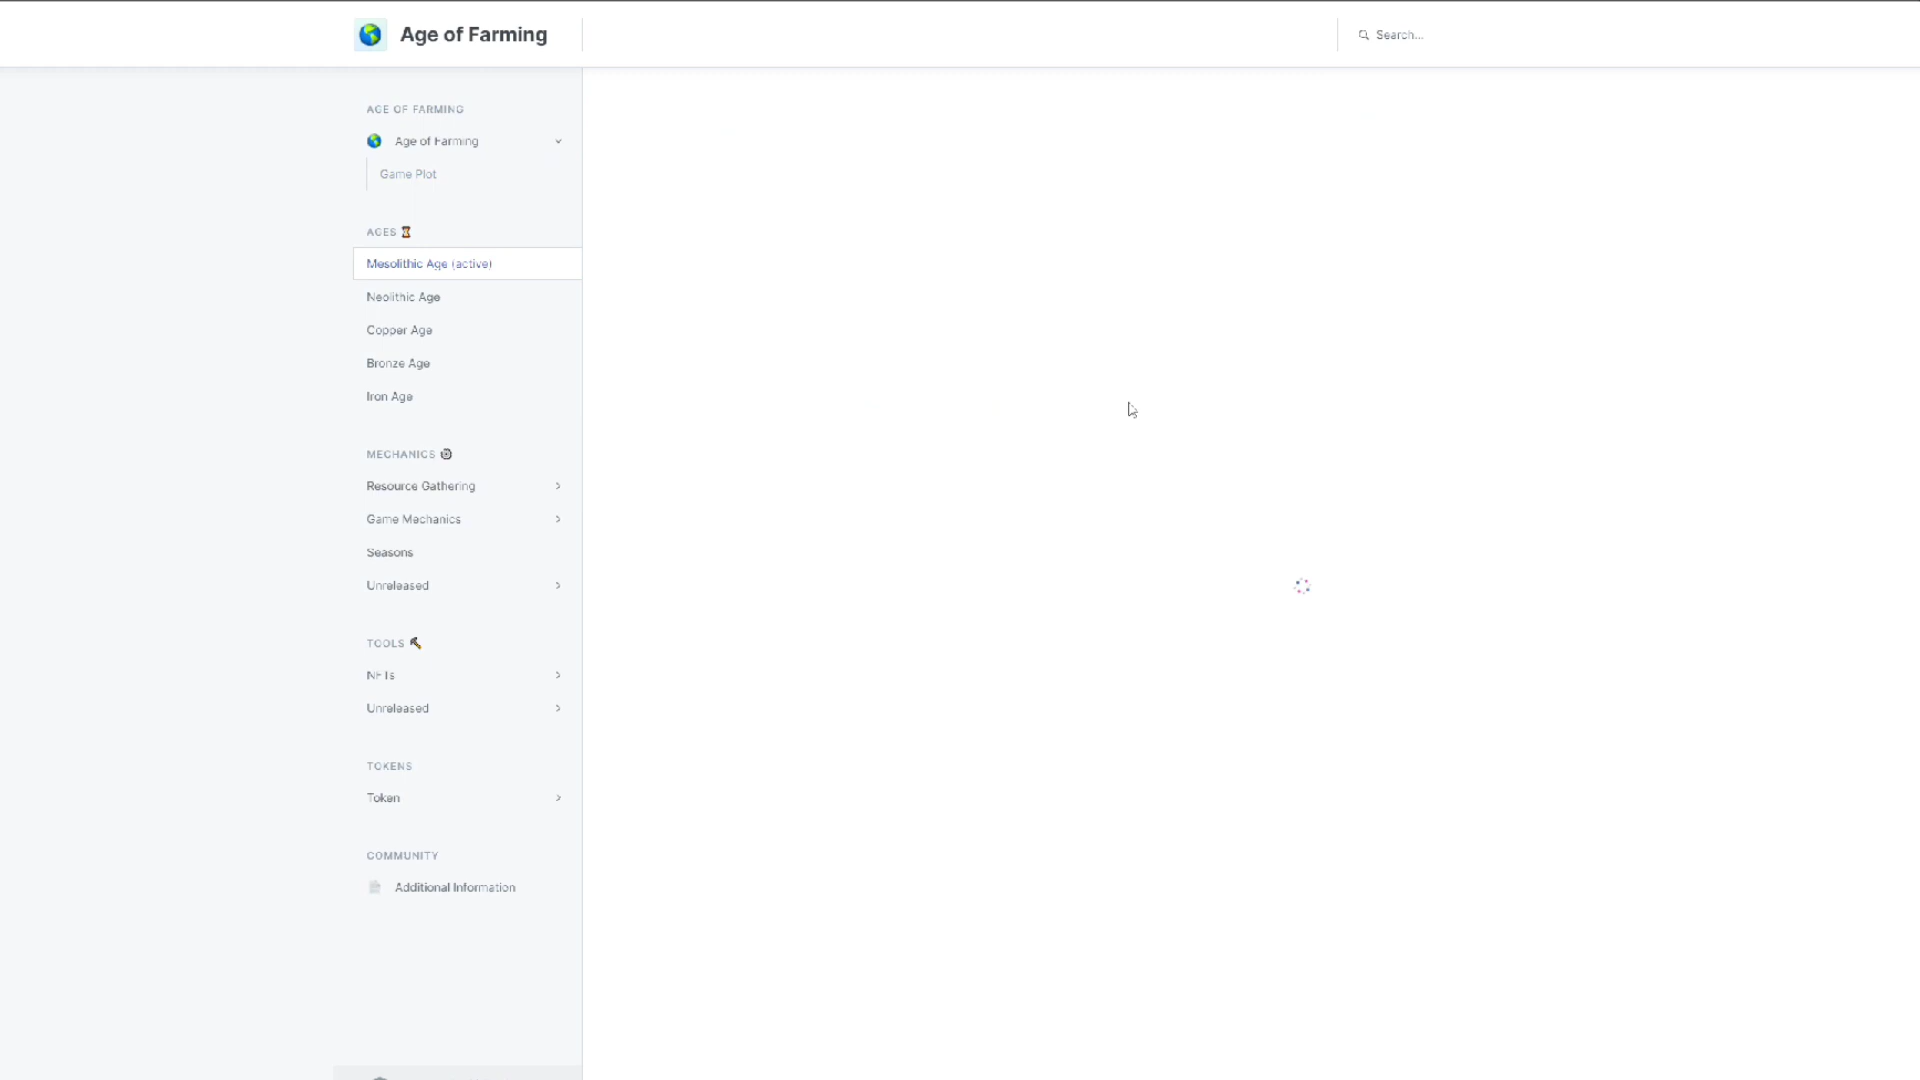 Age of Farming
Search...
AGE OF FARMING
Age of Farming
Game Plot
AGES
Mesolithic Age (active)
Neolithic Age
Copper Age
Bronze Age
Iron Age
MECHANICS
Resource Gathering
Game Mechanics
Seasons
Unreleased
TOOLS
NFTs
Unreleased
TOKENS
Token
COMMUNITY
Additional Information